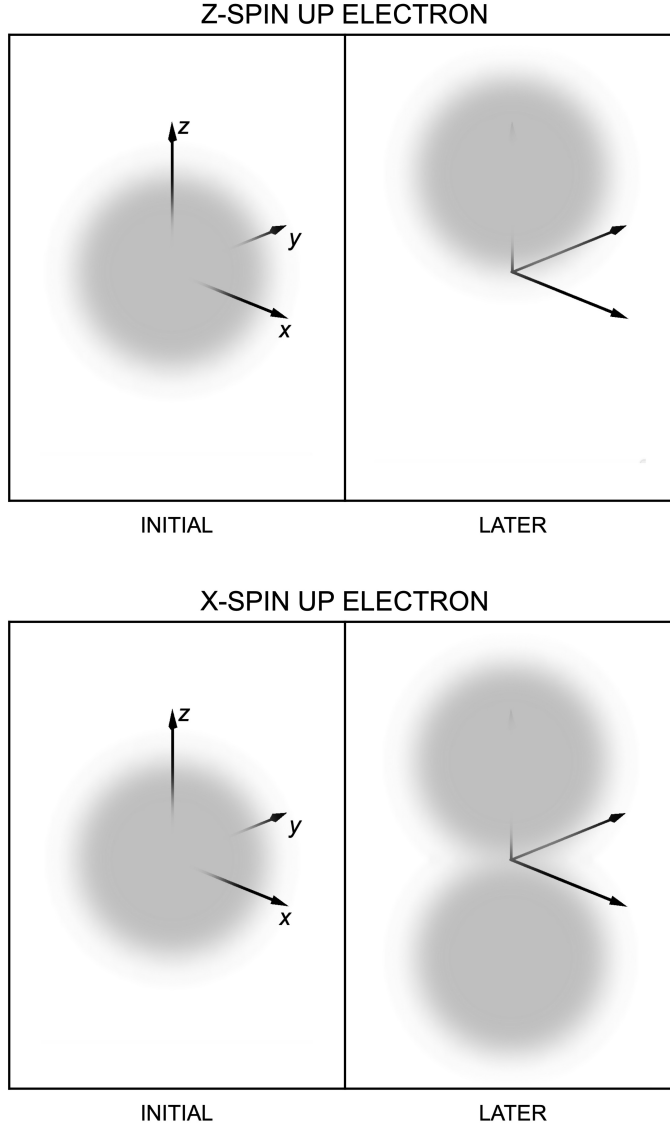 Z-SPIN UP ELECTRON
z
y
x
INITIAL
LATER
X-SPIN UP ELECTRON
z
y
x
INITIAL
LATER